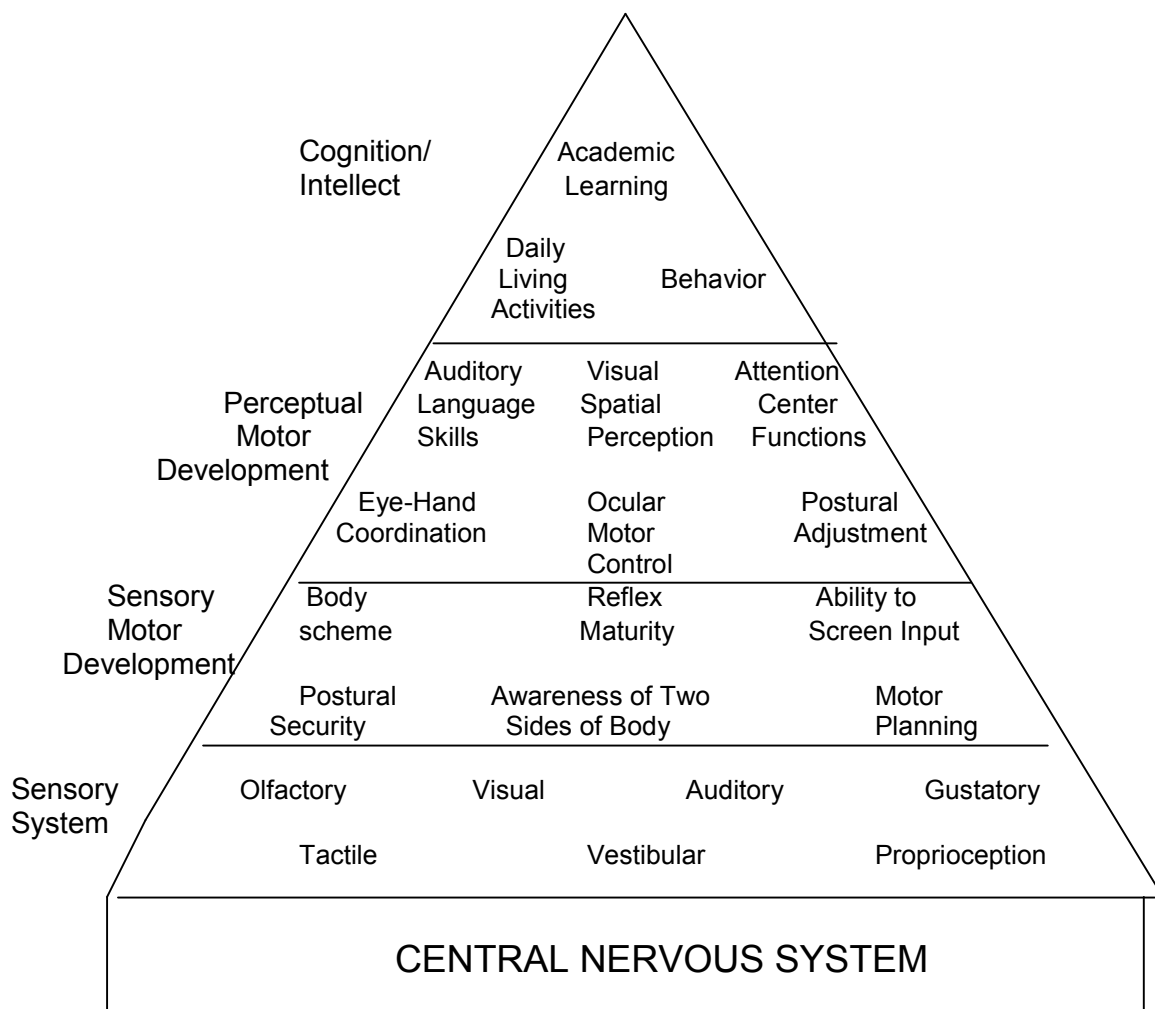 Cognition/
Intellect
Academic
Learning
Daily
Living
Activities
Behavior
Perceptual
Motor
Development
Auditory
Language
Skills
Visual
Spatial
Perception
Attention
Center
Functions
Eye-Hand
Coordination
Ocular
Motor
Control
Postural
Adjustment
Sensory
Motor
Development
Body
scheme
Reflex
Maturity
Ability to
Screen Input
Postural
Security
Awareness of Two
Sides of Body
Motor
Planning
Sensory
System
Olfactory
Visual
Auditory
Gustatory
Tactile
Vestibular
Proprioception
CENTRAL NERVOUS SYSTEM